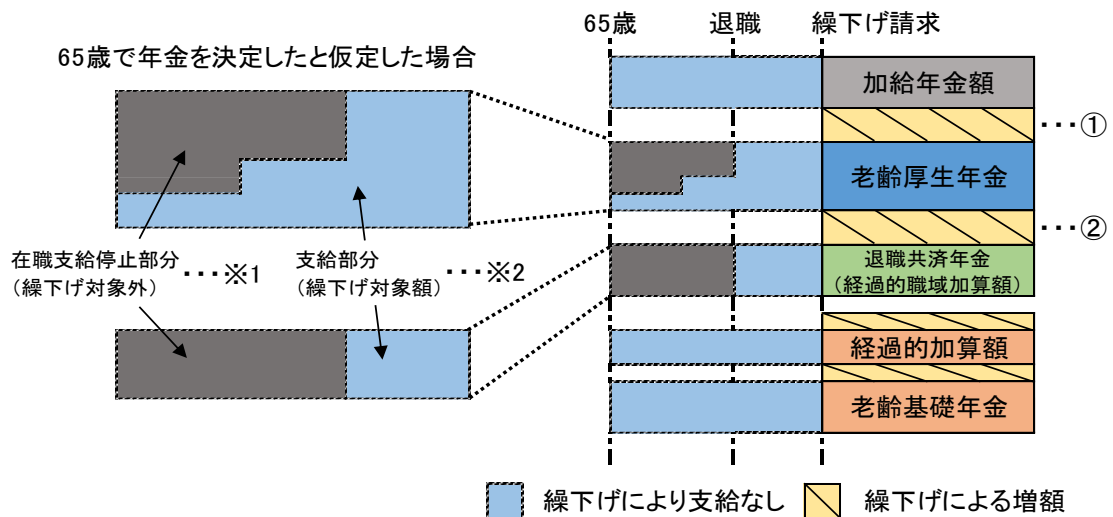 65歳 退職 繰下げ請求
65歳で年金を決定したと仮定した場合
加給年金額
・・・①
老齢厚生年金
・・・②
在職支給停止部分
（繰下げ対象外）
・・・※1
支給部分
（繰下げ対象額）
・・・※2
退職共済年金
（経過的職域加算額）
経過的加算額
老齢基礎年金
繰下げにより支給なし 繰下げによる増額